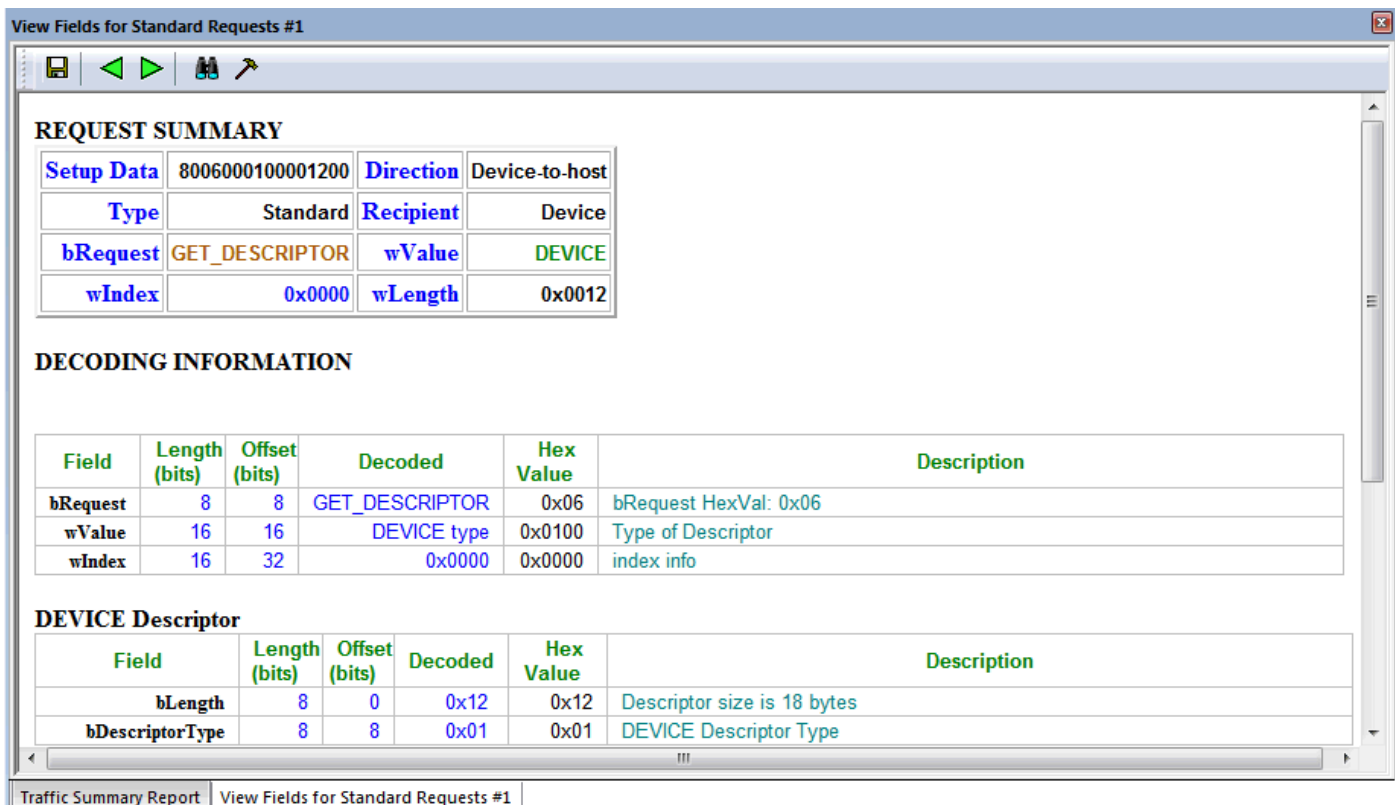 View Fields for Standard Requests #1
REQUEST SUMMARY
Setup Data 8006000100001200 Direction Device-to-host
Type Standard Recipient Device
bRequest GET_DESCRIPTOR wValue DEVICE
wIndex 0x0000 wLength 0x0012
DECODING INFORMATION
Field Length (bits) Offset (bits) Decoded Hex Value Description
bRequest 8 8 GET_DESCRIPTOR 0x06 bRequest HexVal: 0x06
wValue 16 16 DEVICE type 0x0100 Type of Descriptor
wIndex 16 32 0x0000 0x0000 index info
DEVICE Descriptor
Field Length (bits) Offset (bits) Decoded Hex Value Description
bLength 8 0 0x12 0x12 Descriptor size is 18 bytes
bDescriptorType 8 8 0x01 0x01 DEVICE Descriptor Type
Traffic Summary Report View Fields for Standard Requests #1